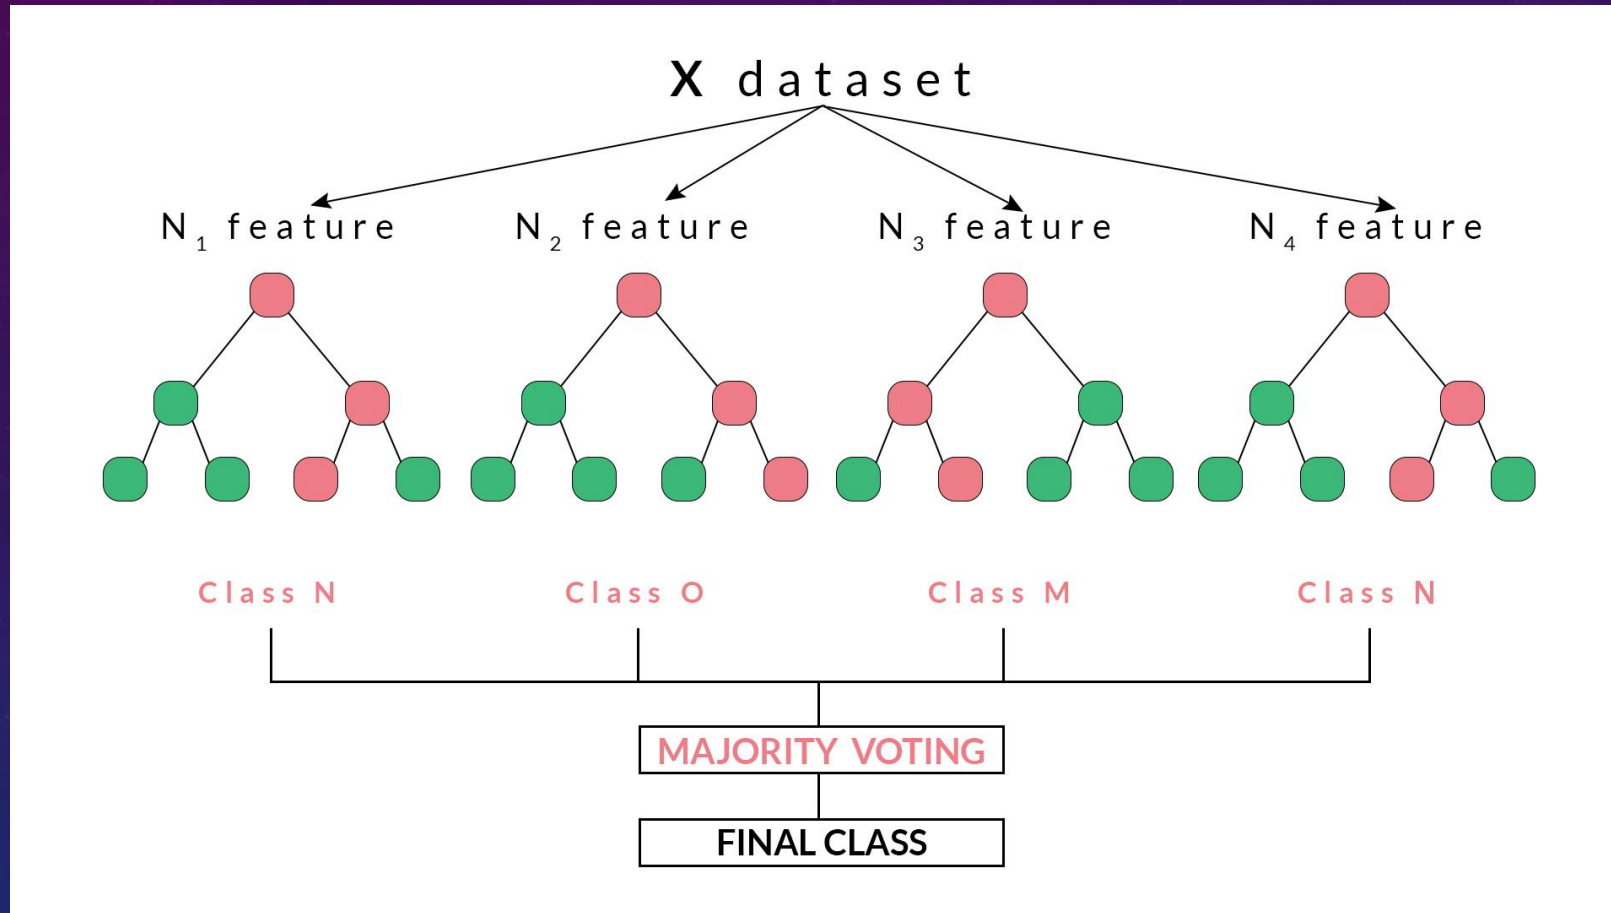 X dataset
N1 feature N2 feature N3 feature N4 feature
Class N Class O Class M Class N
MAJORITY VOTING
FINAL CLASS